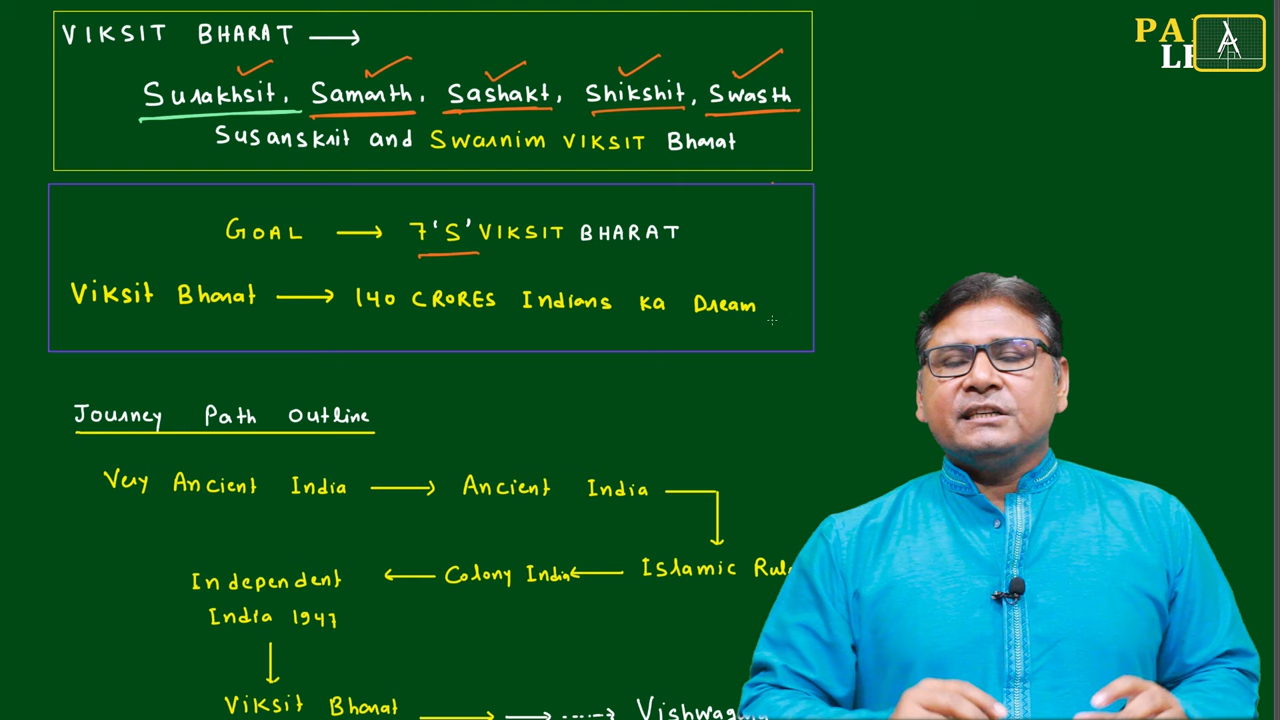 VIKSIT BHARAT →
Surakhsit, Samarth, Sashakt, Shikshit, Swasth
Susanskrit and Swarnim VIKSIT Bharat
GOAL → 7'S' VIKSIT BHARAT
Viksit Bharat → 140 CRORES Indians ka Dream
Journey Path Outline
Very Ancient India → Ancient India
Independent ← Colony India ← Islamic
India 1947
Viksit Bharat → →